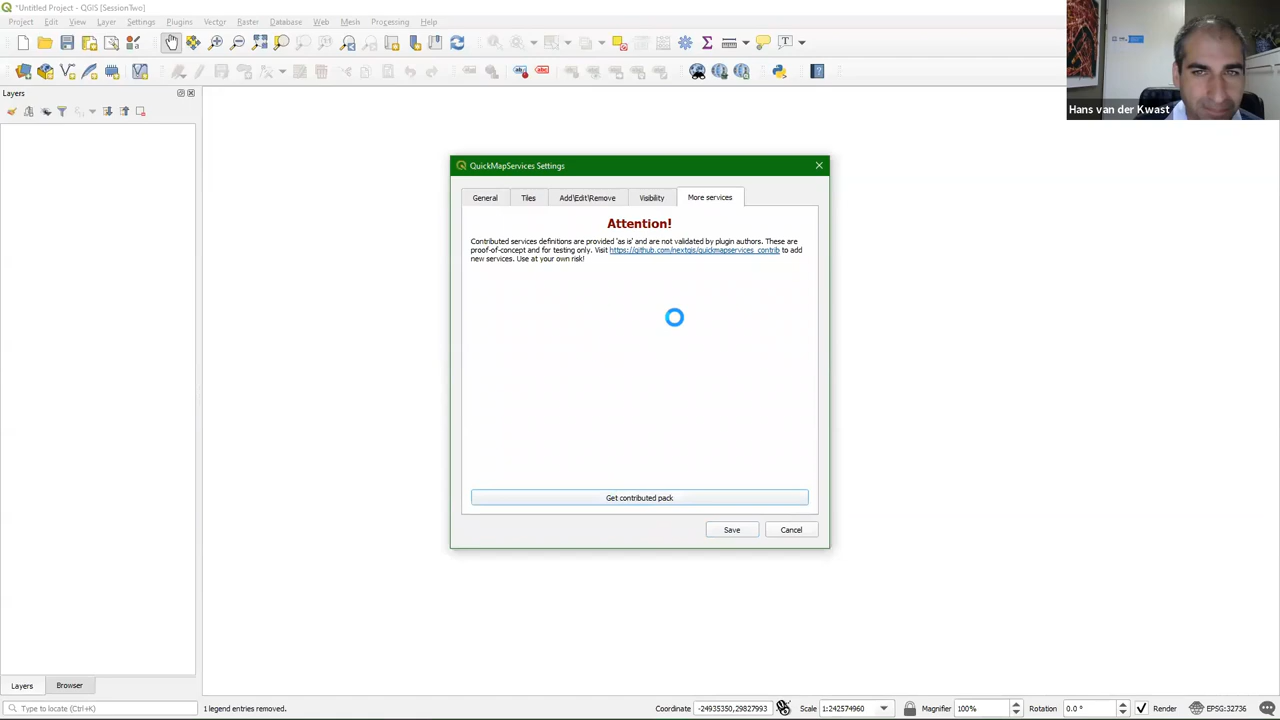 *Untitled Project - QGIS [SessionTwo]
Project Edit View Layer Settings Plugins Vector Raster Database Web Mesh Processing Help
Hans van der Kwast
Layers
QuickMapServices Settings
General Tiles Add\Edit\Remove Visibility More services
Attention!
Contributed services definitions are provided 'as is' and are not validated by plugin authors. These are
proof-of-concept and for testing only. Visit https://github.com/nextgis/quickmapservices_contrib to add
new services. Use at your own risk!
Get contributed pack
Save Cancel
Layers Browser
Type to locate (Ctrl+K) 1 legend entries removed. Coordinate -24935350,29827993 Scale 1:242574960 Magnifier 100% Rotation 0.0 ° Render EPSG:32736